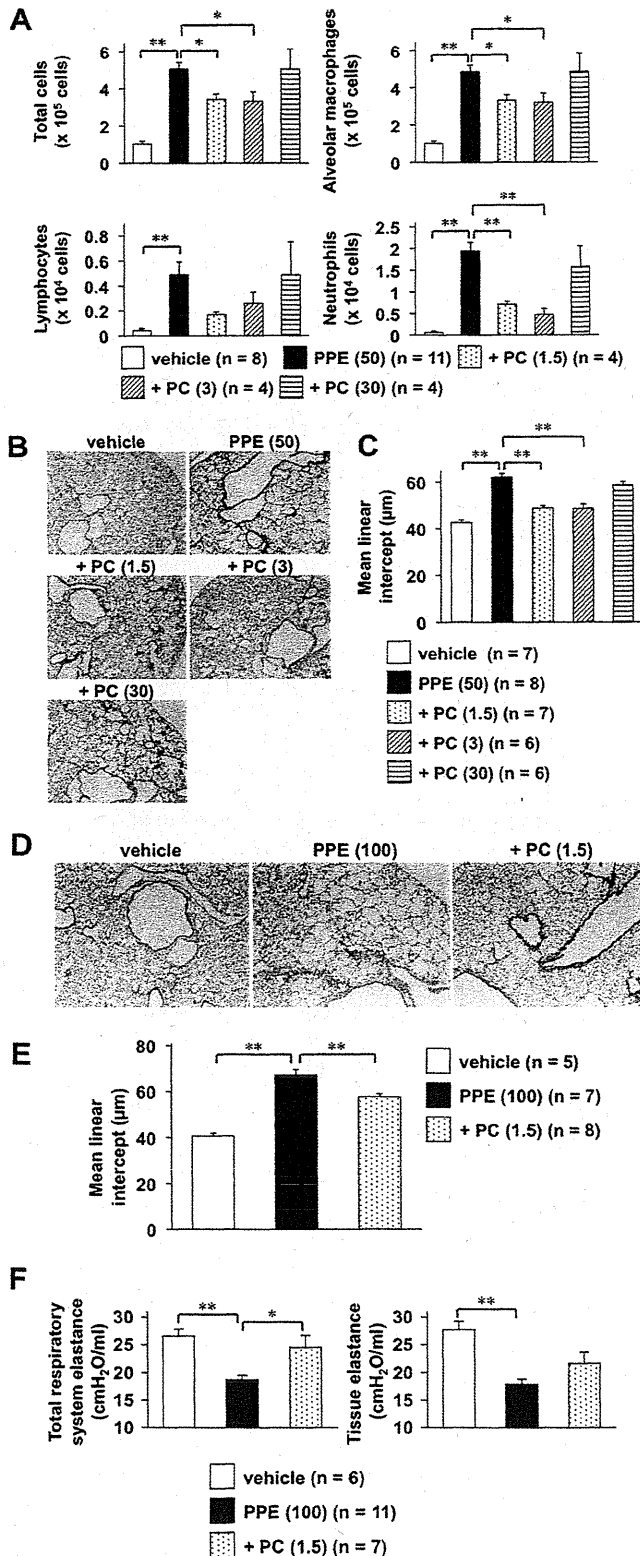 A
Total cells
(x 10⁵ cells)
6
4
2
0
**
*
*
Alveolar macrophages
(x 10⁵ cells)
6
4
2
0
**
*
*
Lymphocytes
(x 10⁴ cells)
0.8
0.6
0.4
0.2
0
**
Neutrophils
(x 10⁴ cells)
2.5
2
1.5
1
0.5
0
**
**
**
vehicle (n = 8)
PPE (50) (n = 11)
+ PC (1.5) (n = 4)
+ PC (3) (n = 4)
+ PC (30) (n = 4)
B
vehicle
PPE (50)
+ PC (1.5)
+ PC (3)
+ PC (30)
C
Mean linear
intercept (μm)
60
40
20
0
**
**
**
vehicle (n = 7)
PPE (50) (n = 8)
+ PC (1.5) (n = 7)
+ PC (3) (n = 6)
+ PC (30) (n = 6)
D
vehicle
PPE (100)
+ PC (1.5)
E
Mean linear
intercept (μm)
80
60
40
20
0
**
**
vehicle (n = 5)
PPE (100) (n = 7)
+ PC (1.5) (n = 8)
F
Total respiratory
system elastance
(cmH₂O/ml)
30
25
20
15
10
**
*
Tissue elastance
(cmH₂O/ml)
30
25
20
15
10
**
vehicle (n = 6)
PPE (100) (n = 11)
+ PC (1.5) (n = 7)